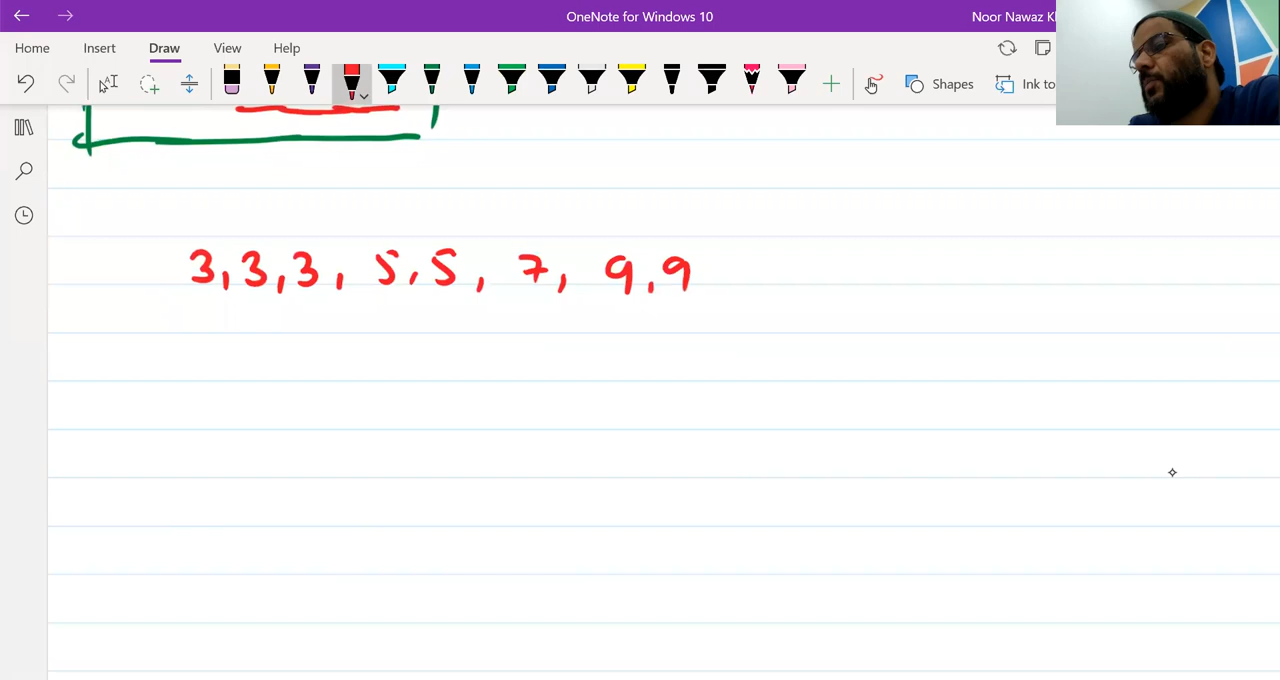 OneNote for Windows 10
Noor Nawaz
Home Insert Draw View Help
Shapes Ink to
3,3,3, 5,5, 7, 9,9